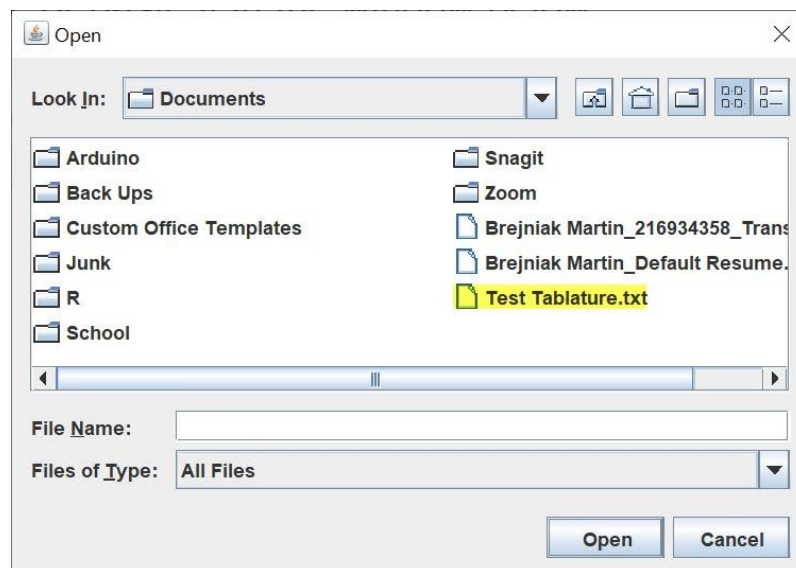 Open
Look In: Documents
Arduino
Back Ups
Custom Office Templates
Junk
R
School
Snagit
Zoom
Brejniak Martin_216934358_Trans
Brejniak Martin_Default Resume.
Test Tablature.txt
File Name:
Files of Type: All Files
Open Cancel